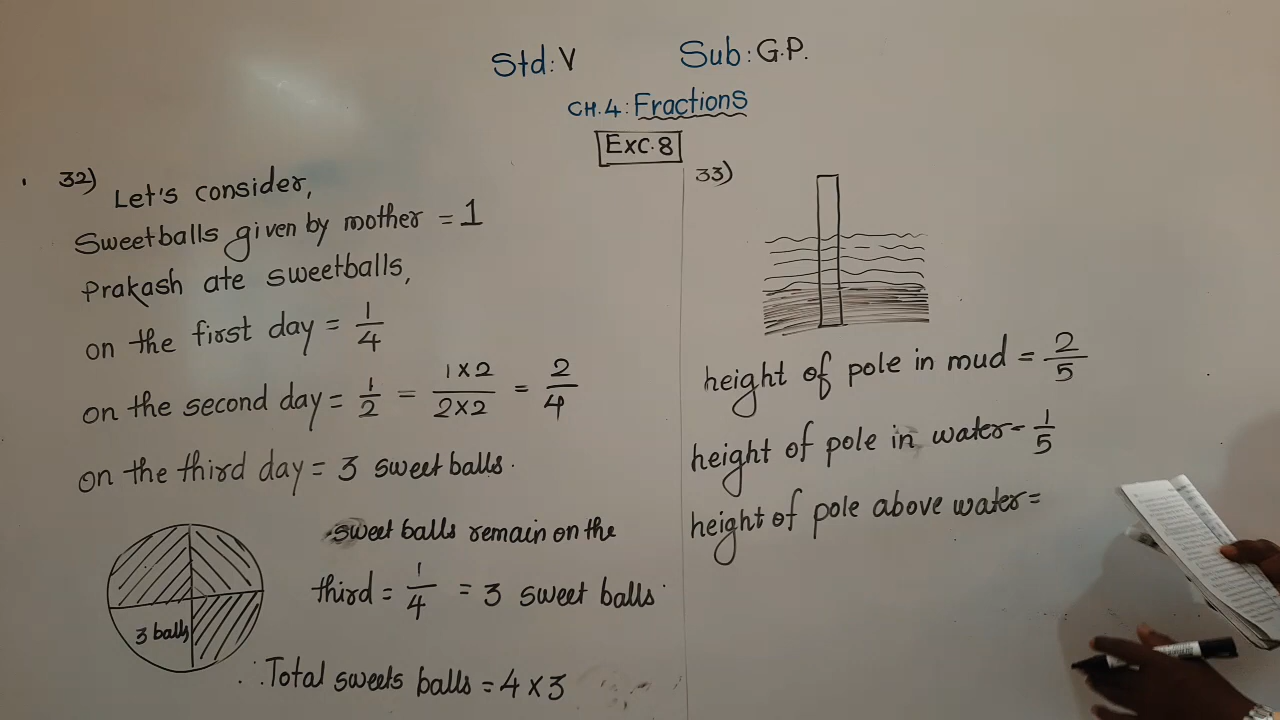 Std: V Sub: G.P.
CH.4: Fractions
Exc.8
32) Let's consider,
Sweetballs given by mother = 1
Prakash ate sweetballs,
on the first day = 1/4
on the second day = 1/2 = 1×2/2×2 = 2/4
on the third day = 3 sweet balls.
sweet balls remain on the
third = 1/4 = 3 sweet balls.
3 balls
∴ Total sweets balls = 4 × 3
33)
height of pole in mud = 2/5
height of pole in water = 1/5
height of pole above water =